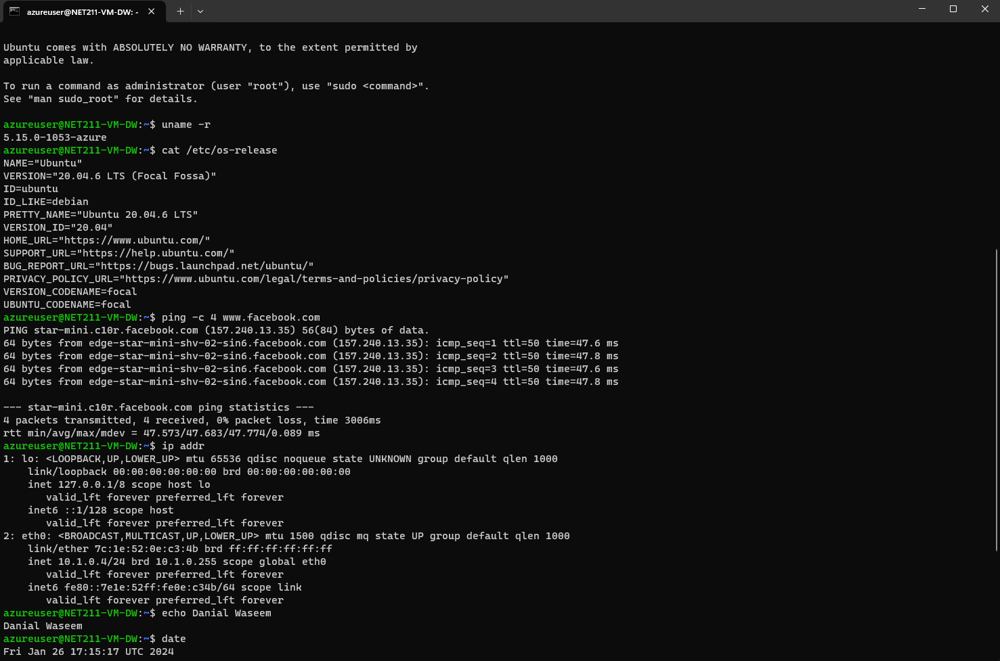 azureuser@NET211-VM-DW: ~
Ubuntu comes with ABSOLUTELY NO WARRANTY, to the extent permitted by
applicable law.
To run a command as administrator (user "root"), use "sudo <command>".
See "man sudo_root" for details.
azureuser@NET211-VM-DW:~$ uname -r
5.15.0-1053-azure
azureuser@NET211-VM-DW:~$ cat /etc/os-release
NAME="Ubuntu"
VERSION="20.04.6 LTS (Focal Fossa)"
ID=ubuntu
ID_LIKE=debian
PRETTY_NAME="Ubuntu 20.04.6 LTS"
VERSION_ID="20.04"
HOME_URL="https://www.ubuntu.com/"
SUPPORT_URL="https://help.ubuntu.com/"
BUG_REPORT_URL="https://bugs.launchpad.net/ubuntu/"
PRIVACY_POLICY_URL="https://www.ubuntu.com/legal/terms-and-policies/privacy-policy"
VERSION_CODENAME=focal
UBUNTU_CODENAME=focal
azureuser@NET211-VM-DW:~$ ping -c 4 www.facebook.com
PING star-mini.c10r.facebook.com (157.240.13.35) 56(84) bytes of data.
64 bytes from edge-star-mini-shv-02-sin6.facebook.com (157.240.13.35): icmp_seq=1 ttl=50 time=47.6 ms
64 bytes from edge-star-mini-shv-02-sin6.facebook.com (157.240.13.35): icmp_seq=2 ttl=50 time=47.8 ms
64 bytes from edge-star-mini-shv-02-sin6.facebook.com (157.240.13.35): icmp_seq=3 ttl=50 time=47.6 ms
64 bytes from edge-star-mini-shv-02-sin6.facebook.com (157.240.13.35): icmp_seq=4 ttl=50 time=47.8 ms
--- star-mini.c10r.facebook.com ping statistics ---
4 packets transmitted, 4 received, 0% packet loss, time 3006ms
rtt min/avg/max/mdev = 47.573/47.683/47.774/0.089 ms
azureuser@NET211-VM-DW:~$ ip addr
1: lo: <LOOPBACK,UP,LOWER_UP> mtu 65536 qdisc noqueue state UNKNOWN group default qlen 1000
    link/loopback 00:00:00:00:00:00 brd 00:00:00:00:00:00
    inet 127.0.0.1/8 scope host lo
       valid_lft forever preferred_lft forever
    inet6 ::1/128 scope host
       valid_lft forever preferred_lft forever
2: eth0: <BROADCAST,MULTICAST,UP,LOWER_UP> mtu 1500 qdisc mq state UP group default qlen 1000
    link/ether 7c:1e:52:0e:c3:4b brd ff:ff:ff:ff:ff:ff
    inet 10.1.0.4/24 brd 10.1.0.255 scope global eth0
       valid_lft forever preferred_lft forever
    inet6 fe80::7e1e:52ff:fe0e:c34b/64 scope link
       valid_lft forever preferred_lft forever
azureuser@NET211-VM-DW:~$ echo Danial Waseem
Danial Waseem
azureuser@NET211-VM-DW:~$ date
Fri Jan 26 17:15:17 UTC 2024